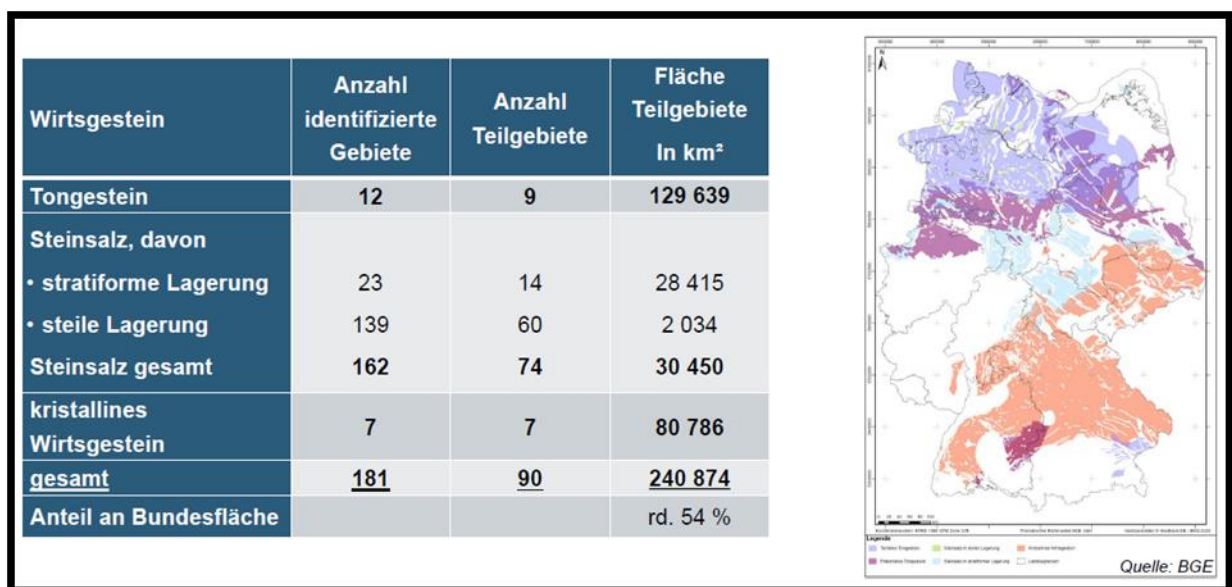 Wirtsgestein
Anzahl
identifizierte
Gebiete
Anzahl
Teilgebiete
Fläche
Teilgebiete
In km²
Tongestein 12 9 129 639
Steinsalz, davon
• stratiforme Lagerung 23 14 28 415
• steile Lagerung 139 60 2 034
Steinsalz gesamt 162 74 30 450
kristallines
Wirtsgestein 7 7 80 786
gesamt 181 90 240 874
Anteil an Bundesfläche rd. 54 %
N
Legende
Quelle: BGE